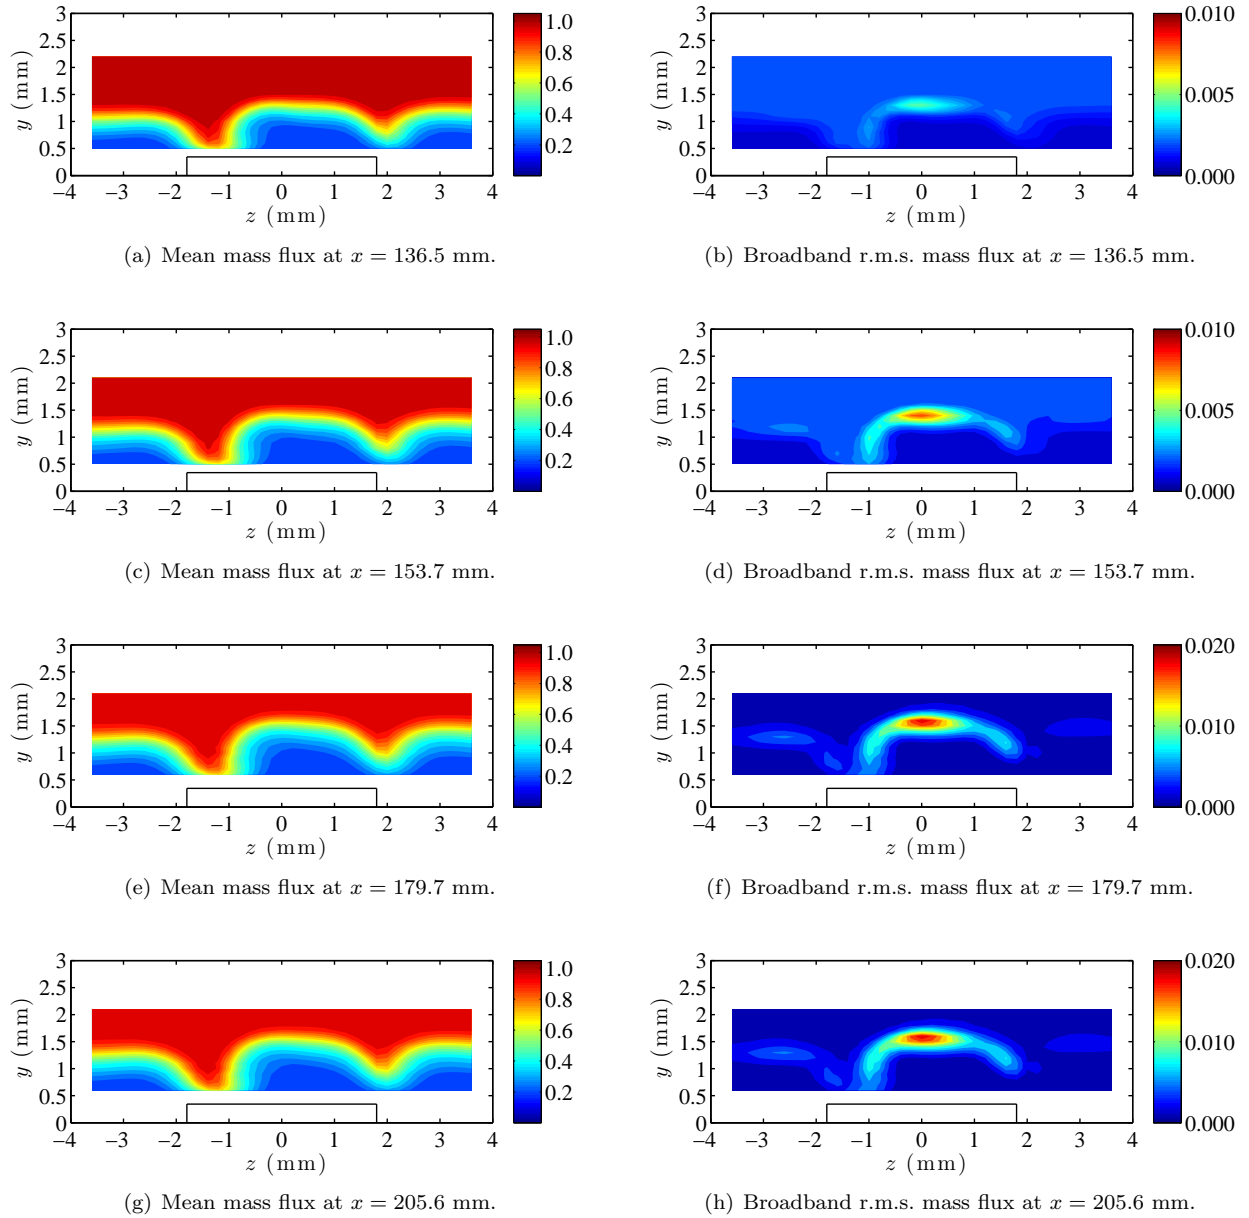 3
2.5
2
1.5
1
0.5
0
y (mm)
−4 −3 −2 −1 0 1 2 3 4
z (mm)
1.0
0.8
0.6
0.4
0.2
(a) Mean mass flux at x = 136.5 mm.
3
2.5
2
1.5
1
0.5
0
y (mm)
−4 −3 −2 −1 0 1 2 3 4
z (mm)
0.010
0.005
0.000
(b) Broadband r.m.s. mass flux at x = 136.5 mm.
3
2.5
2
1.5
1
0.5
0
y (mm)
−4 −3 −2 −1 0 1 2 3 4
z (mm)
1.0
0.8
0.6
0.4
0.2
(c) Mean mass flux at x = 153.7 mm.
3
2.5
2
1.5
1
0.5
0
y (mm)
−4 −3 −2 −1 0 1 2 3 4
z (mm)
0.010
0.005
0.000
(d) Broadband r.m.s. mass flux at x = 153.7 mm.
3
2.5
2
1.5
1
0.5
0
y (mm)
−4 −3 −2 −1 0 1 2 3 4
z (mm)
1.0
0.8
0.6
0.4
0.2
(e) Mean mass flux at x = 179.7 mm.
3
2.5
2
1.5
1
0.5
0
y (mm)
−4 −3 −2 −1 0 1 2 3 4
z (mm)
0.020
0.010
0.000
(f) Broadband r.m.s. mass flux at x = 179.7 mm.
3
2.5
2
1.5
1
0.5
0
y (mm)
−4 −3 −2 −1 0 1 2 3 4
z (mm)
1.0
0.8
0.6
0.4
0.2
(g) Mean mass flux at x = 205.6 mm.
3
2.5
2
1.5
1
0.5
0
y (mm)
−4 −3 −2 −1 0 1 2 3 4
z (mm)
0.020
0.010
0.000
(h) Broadband r.m.s. mass flux at x = 205.6 mm.